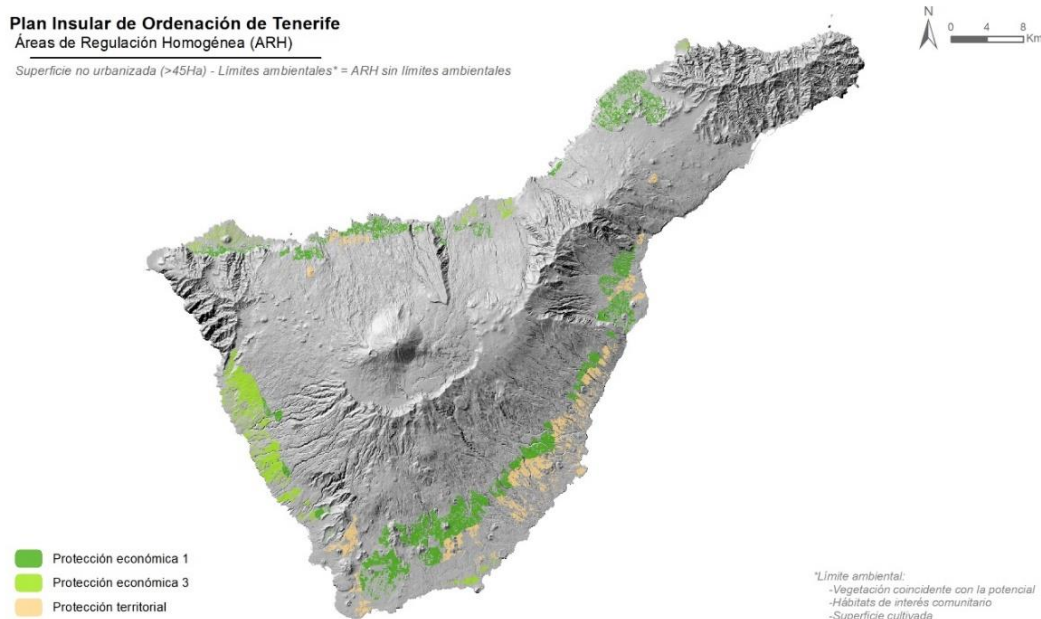 Plan Insular de Ordenación de Tenerife
Áreas de Regulación Homogénea (ARH)
Superficie no urbanizada (>45Ha) - Límites ambientales* = ARH sin límites ambientales
N
0 4 8
Km
Protección económica 1
Protección económica 3
Protección territorial
*Límite ambiental:
-Vegetación coincidente con la potencial
-Hábitats de interés comunitario
-Superficie cultivada